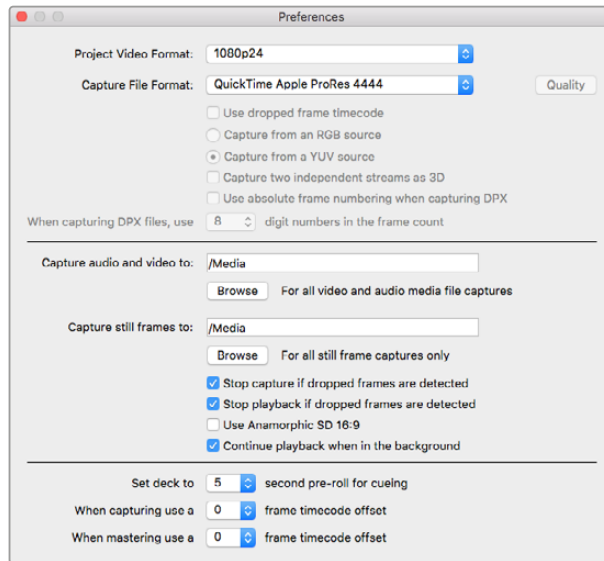 Preferences
Project Video Format: 1080p24
Capture File Format: QuickTime Apple ProRes 4444 Quality
Use dropped frame timecode
Capture from an RGB source
Capture from a YUV source
Capture two independent streams as 3D
Use absolute frame numbering when capturing DPX
When capturing DPX files, use 8 digit numbers in the frame count
Capture audio and video to: /Media
Browse For all video and audio media file captures
Capture still frames to: /Media
Browse For all still frame captures only
Stop capture if dropped frames are detected
Stop playback if dropped frames are detected
Use Anamorphic SD 16:9
Continue playback when in the background
Set deck to 5 second pre-roll for cueing
When capturing use a 0 frame timecode offset
When mastering use a 0 frame timecode offset